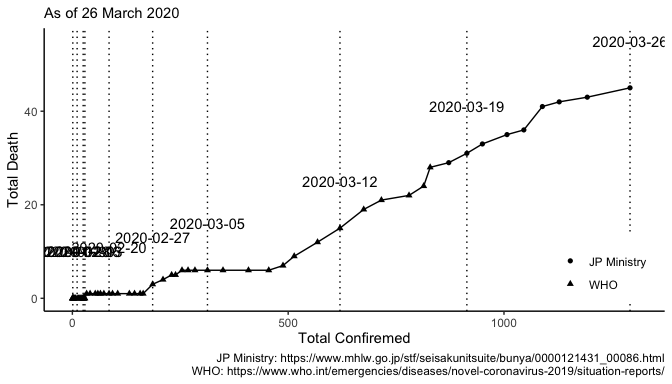 As of 26 March 2020
Total Death
40
20
0
2020-03-26
2020-03-19
2020-03-12
2020-03-05
2020-02-27
2020-02-20
JP Ministry
WHO
0
500
1000
Total Confiremed
JP Ministry: https://www.mhlw.go.jp/stf/seisakunitsuite/bunya/0000121431_00086.html
WHO: https://www.who.int/emergencies/diseases/novel-coronavirus-2019/situation-reports/